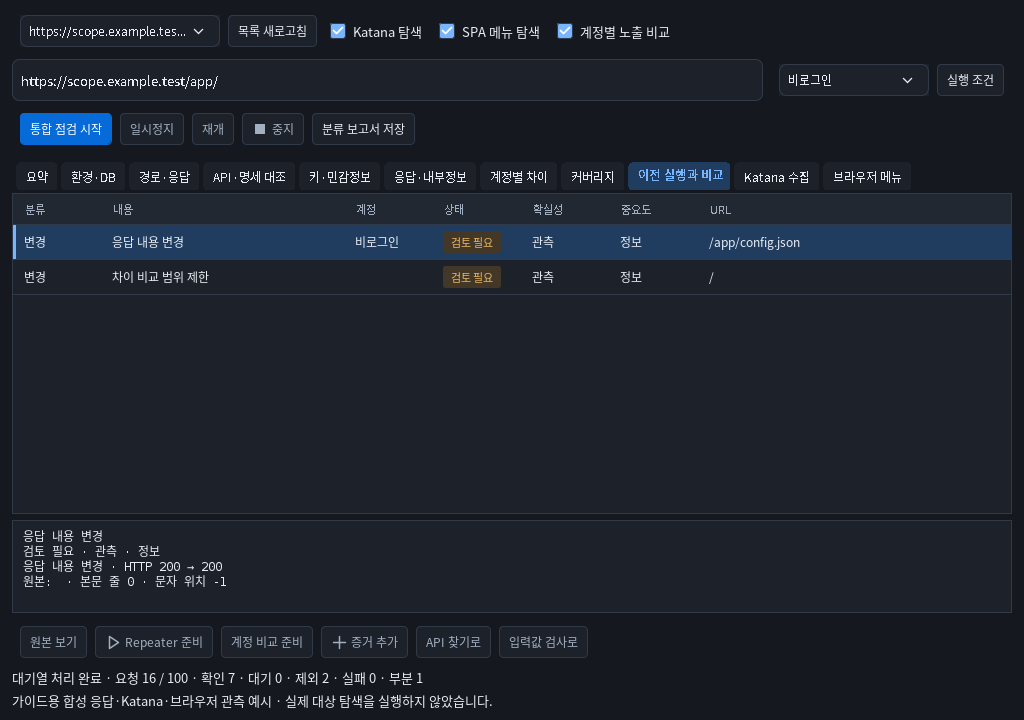 https://scope.example.tes... 목록 새로고침 Katana 탐색 SPA 메뉴 탐색 계정별 노출 비교
https://scope.example.test/app/ 비로그인 실행 조건
통합 점검 시작 일시정지 재개 중지 분류 보고서 저장
요약 환경·DB 경로·응답 API·명세 대조 키·민감정보 응답·내부정보 계정별 차이 커버리지 이전 실행과 비교 Katana 수집 브라우저 메뉴
분류 내용 계정 상태 확실성 중요도 URL
변경 응답 내용 변경 비로그인 검토 필요 관측 정보 /app/config.json
변경 차이 비교 범위 제한 검토 필요 관측 정보 /
응답 내용 변경
검토 필요 · 관측 · 정보
응답 내용 변경 · HTTP 200 → 200
원본:  · 본문 줄 0 · 문자 위치 -1
원본 보기 Repeater 준비 계정 비교 준비 증거 추가 API 찾기로 입력값 검사로
대기열 처리 완료 · 요청 16 / 100 · 확인 7 · 대기 0 · 제외 2 · 실패 0 · 부분 1
가이드용 합성 응답·Katana·브라우저 관측 예시 · 실제 대상 탐색을 실행하지 않았습니다.